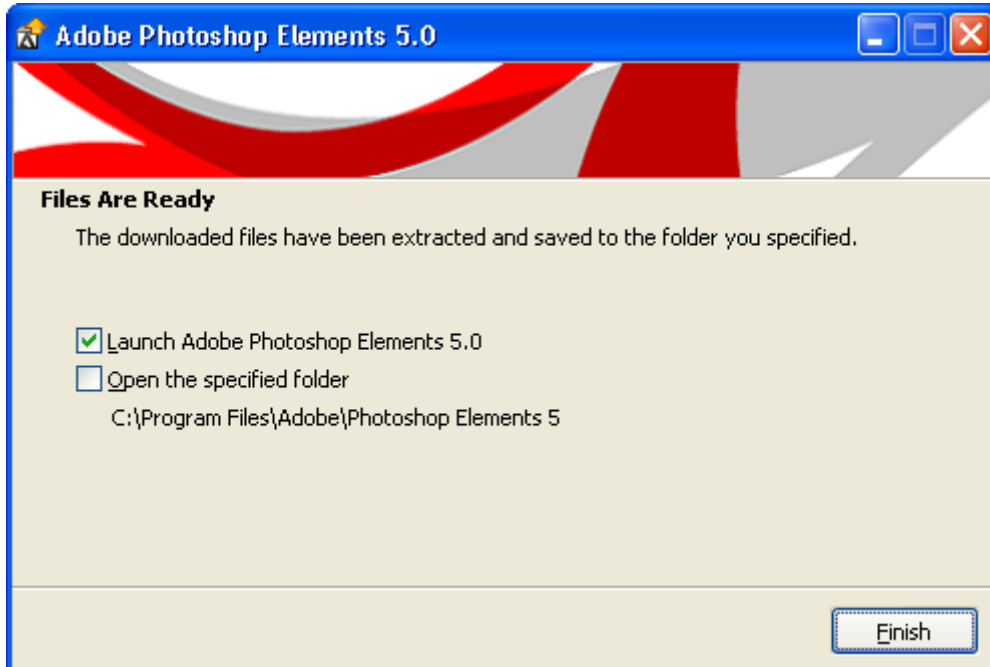 Adobe Photoshop Elements 5.0
Files Are Ready
The downloaded files have been extracted and saved to the folder you specified.
Launch Adobe Photoshop Elements 5.0
Open the specified folder
C:\Program Files\Adobe\Photoshop Elements 5
Finish